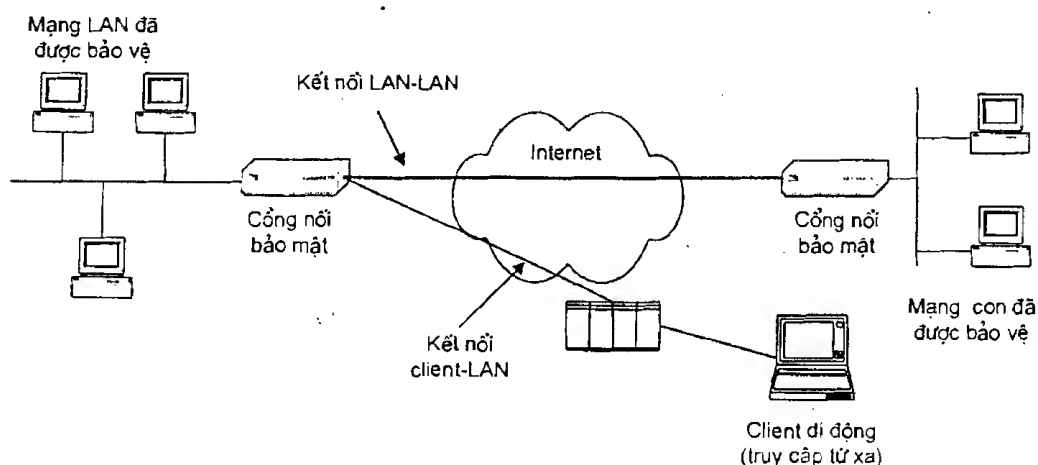 Mạng LAN đã
được bảo vệ
Kết nối LAN-LAN
Internet
Cổng nối
bảo mật
Cổng nối
bảo mật
Kết nối
client-LAN
Mạng con đã
được bảo vệ
Client di động
(truy cập từ xa)